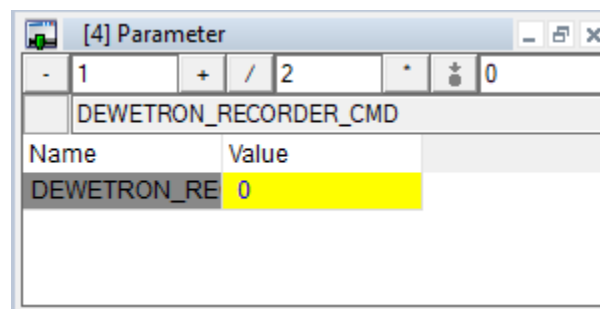 [4] Parameter
- 1 + / 2 * 0
DEWETRON_RECORDER_CMD
Name Value
DEWETRON_RE 0